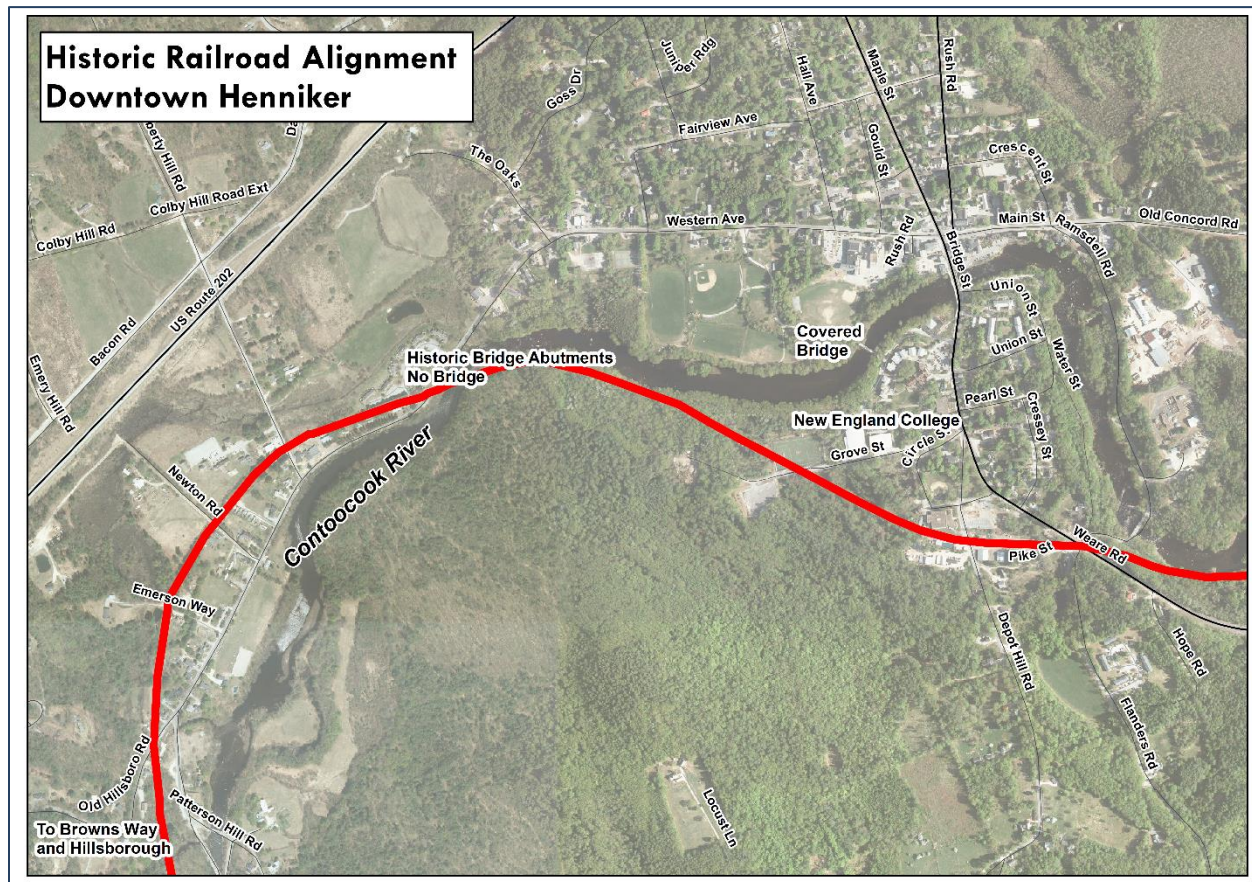 Historic Railroad Alignment
Downtown Henniker
Juniper Rdg
Goss Dr
Hall Ave
Maple St
Rush Rd
Fairview Ave
Gould St
Crescent St
The Oaks
Colby Hill Road Ext
Colby Hill Rd
Western Ave
Rush Rd
Main St
Old Concord Rd
Ramsdell Rd
Bridge St
US Route 202
Bacon Rd
Emery Hill Rd
Union St
Covered
Bridge
Union St
Water St
Historic Bridge Abutments
No Bridge
Pearl St
Cressey St
New England College
Circle St
Grove St
Contoocook River
Newton Rd
Weare Rd
Pike St
Emerson Way
Hope Rd
Depot Hill Rd
Flanders Rd
Old Hillsboro Rd
Patterson Hill Rd
Locust Ln
To Browns Way
and Hillsborough